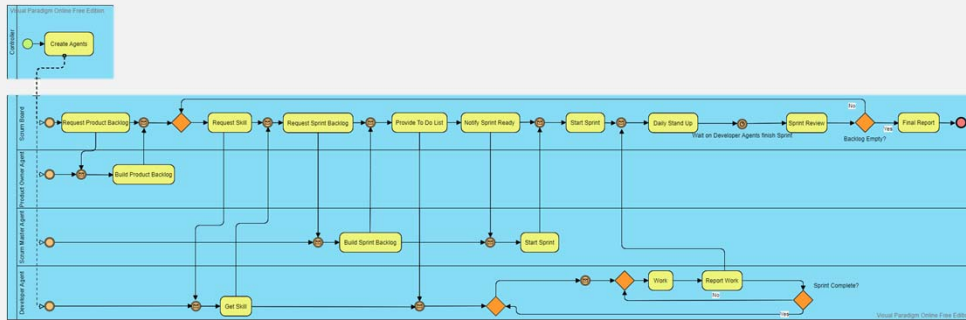 Visual Paradigm Online Free Edition
Controller
Create Agents
Scrum Board
Request Product Backlog
Request Skill
Request Sprint Backlog
Provide To Do List
Notify Sprint Ready
Start Sprint
Daily Stand Up
Wait on Developer Agents finish Sprint
Sprint Review
No
Backlog Empty?
Yes
Final Report
Product Owner Agent
Build Product Backlog
Scrum Master Agent
Build Sprint Backlog
Start Sprint
Developer Agent
Get Skill
Work
Report Work
No
Sprint Complete?
Yes
Visual Paradigm Online Free Edit